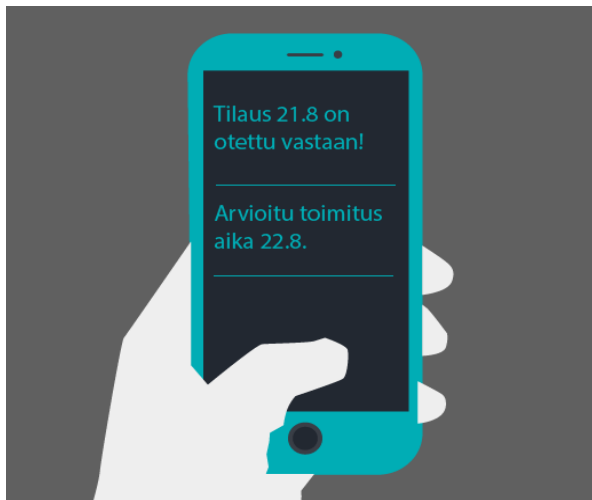 Tilaus 21.8 on
otettu vastaan!
Arvioitu toimitus
aika 22.8.